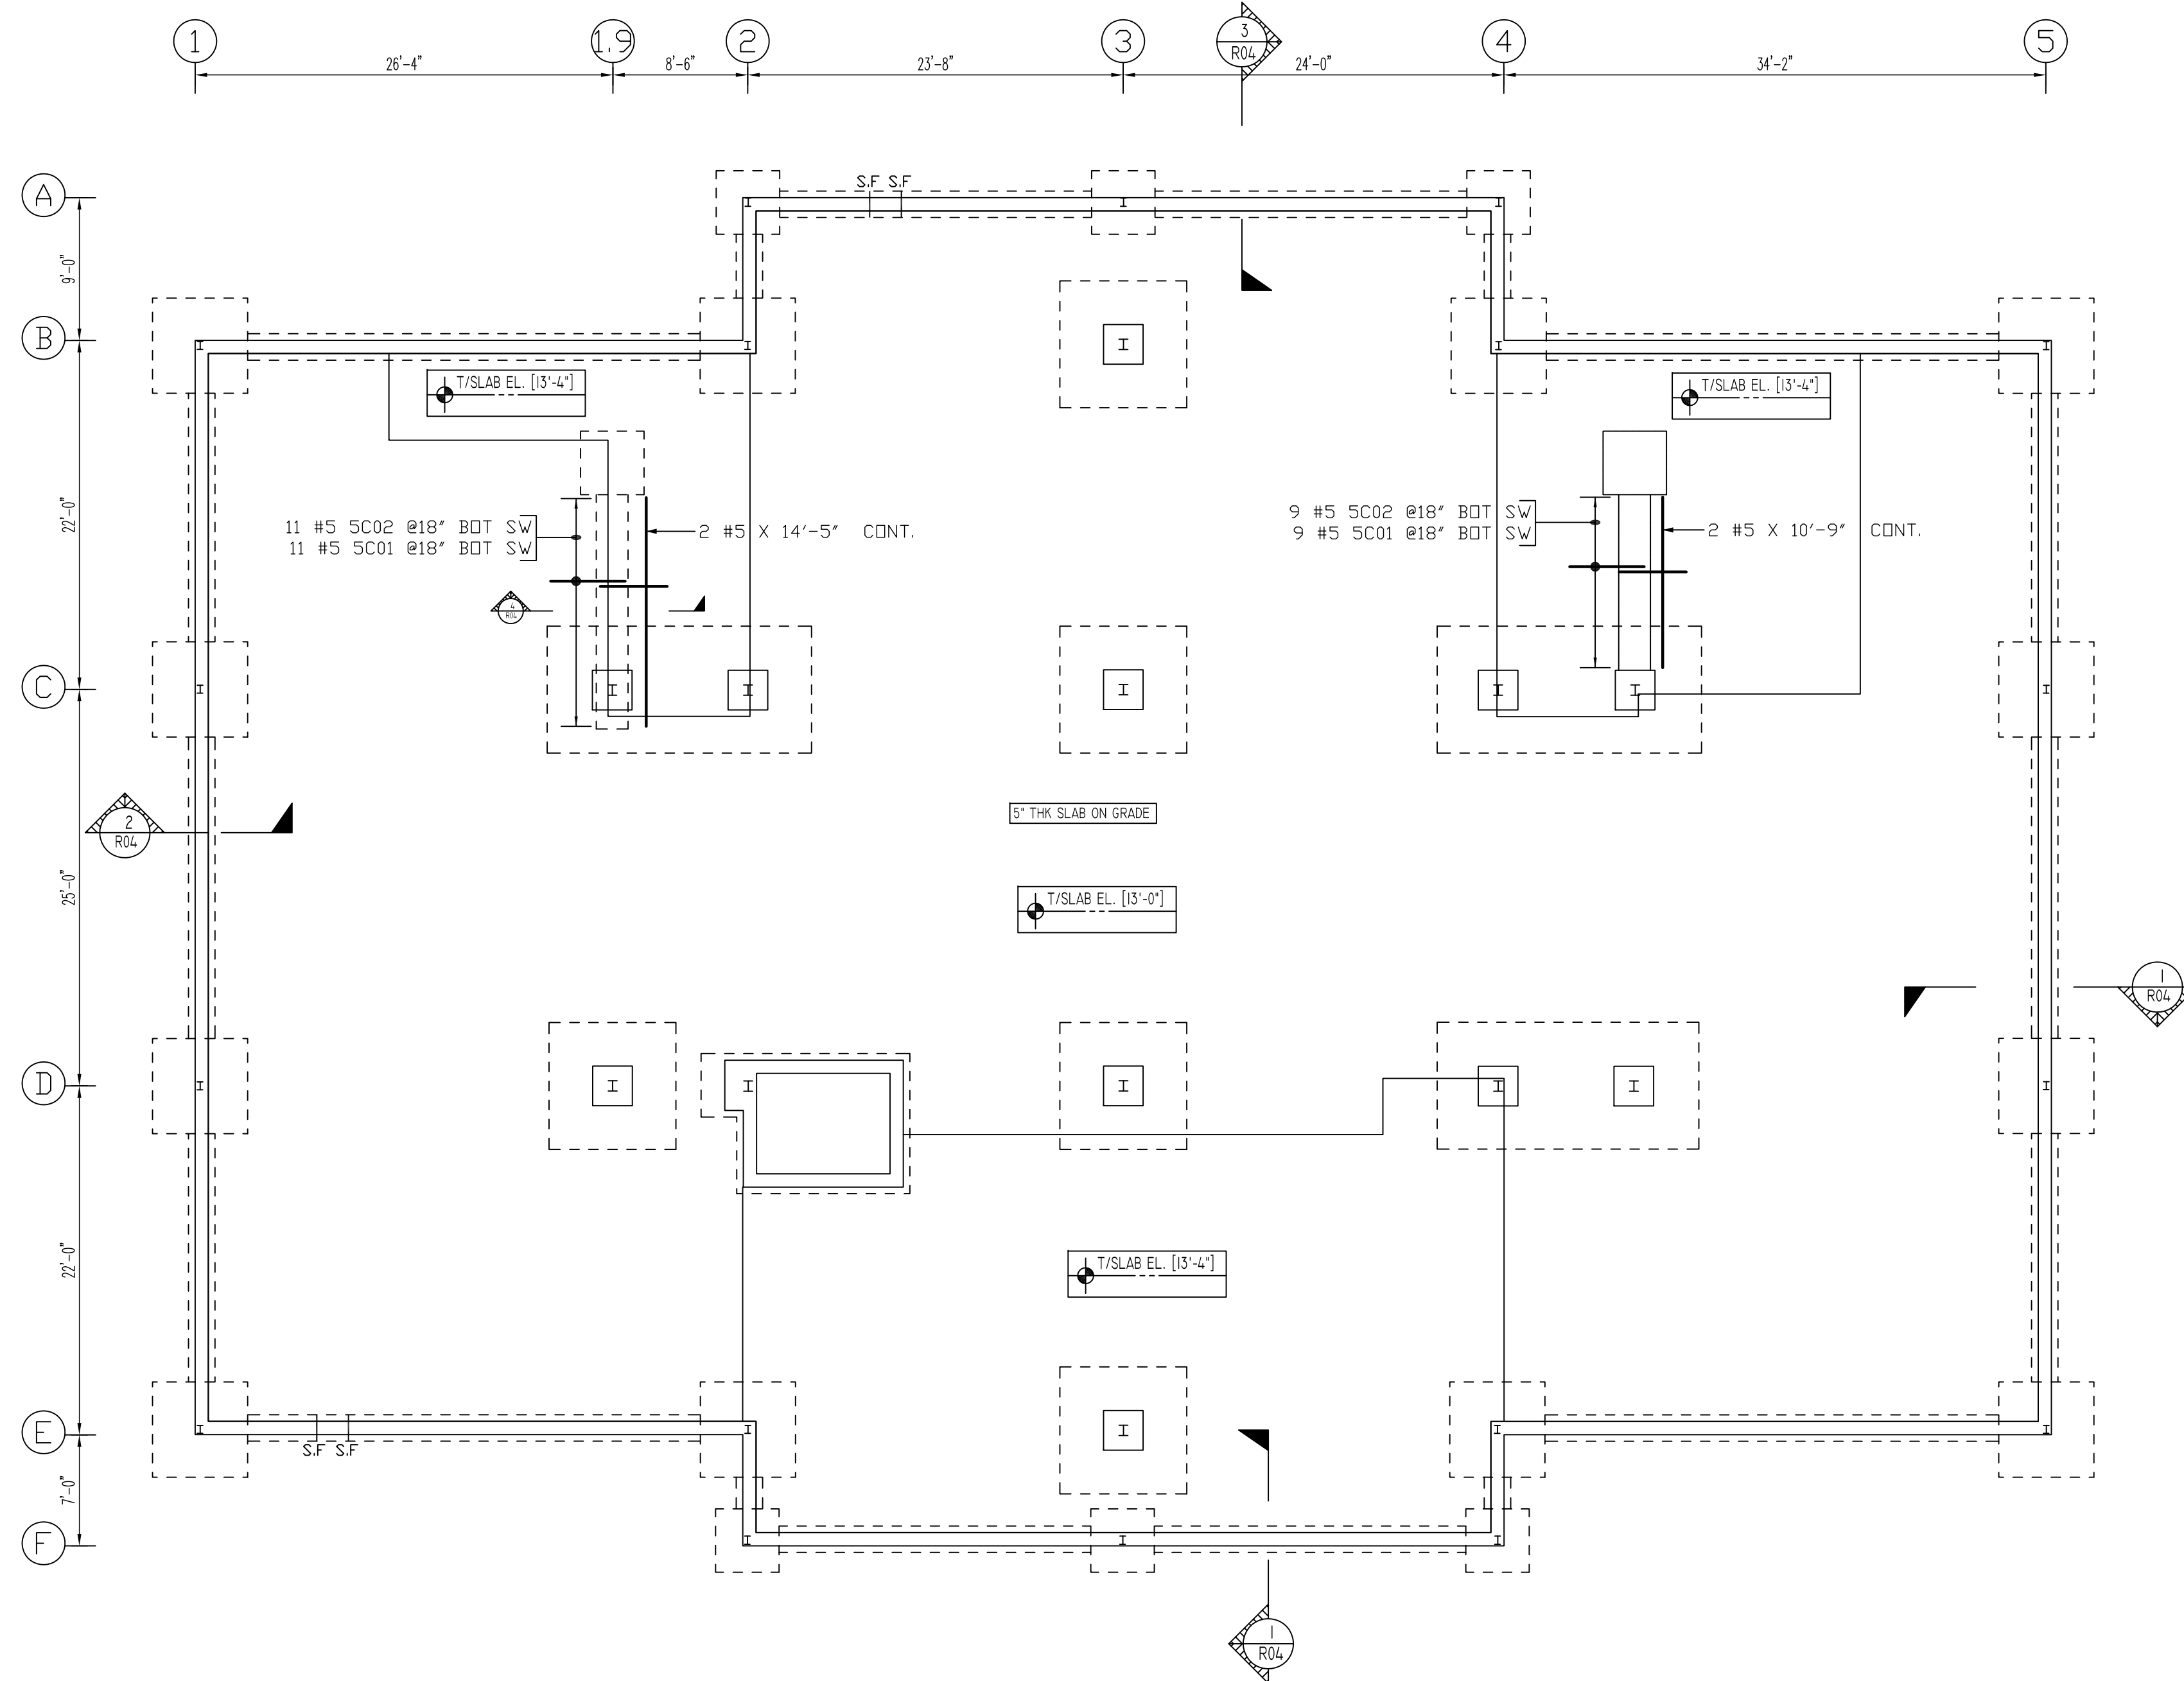 1
1.9
2
3
4
5
3
R04
26'-4"
8'-6"
23'-8"
24'-0"
34'-2"
A
S.F S.F
9'-0"
B
T/SLAB EL. [13'-4"]
T/SLAB EL. [13'-4"]
22'-0"
11 #5 5C02 @18" BOT SW
11 #5 5C01 @18" BOT SW
2 #5 X 14'-5" CONT.
9 #5 5C02 @18" BOT SW
9 #5 5C01 @18" BOT SW
2 #5 X 10'-9" CONT.
4
R04
C
5" THK SLAB ON GRADE
2
R04
25'-0"
T/SLAB EL. [13'-0"]
1
R04
D
22'-0"
T/SLAB EL. [13'-4"]
E
S.F S.F
7'-0"
F
1
R04